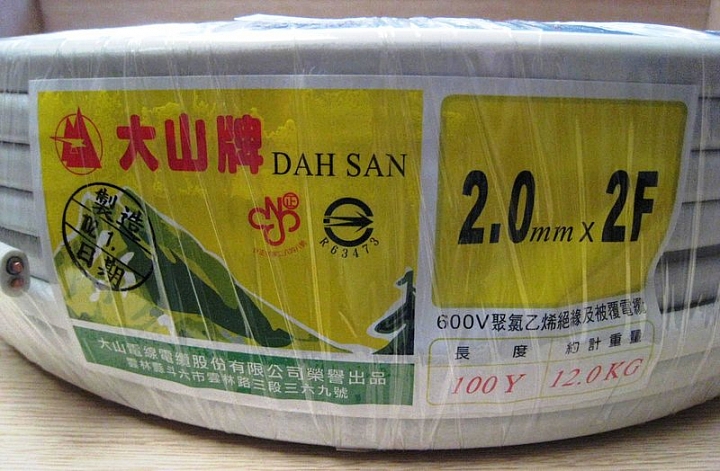 大山牌 DAH SAN
製造
日期
正
R63473
大山電線電纜股份有限公司榮譽出品
雲林縣斗六市雲林路三段三六九號
2.0mm x 2F
600V聚氯乙烯絕緣及被覆電纜
長度 約計重量
100Y 12.0KG